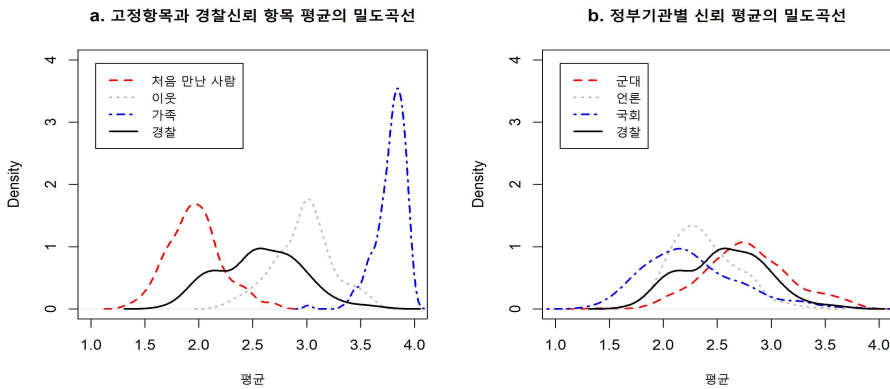 a. 고정항목과 경찰신뢰 항목 평균의 밀도곡선
4
3
2
1
0
Density
처음 만난 사람
이웃
가족
경찰
1.0 2.0 2.5 3.0 3.5 4.0
평균
b. 정부기관별 신뢰 평균의 밀도곡선
4
3
2
1
0
Density
군대
언론
국회
경찰
1.0 1.5 2.0 2.5 3.0 3.5 4.0
평균